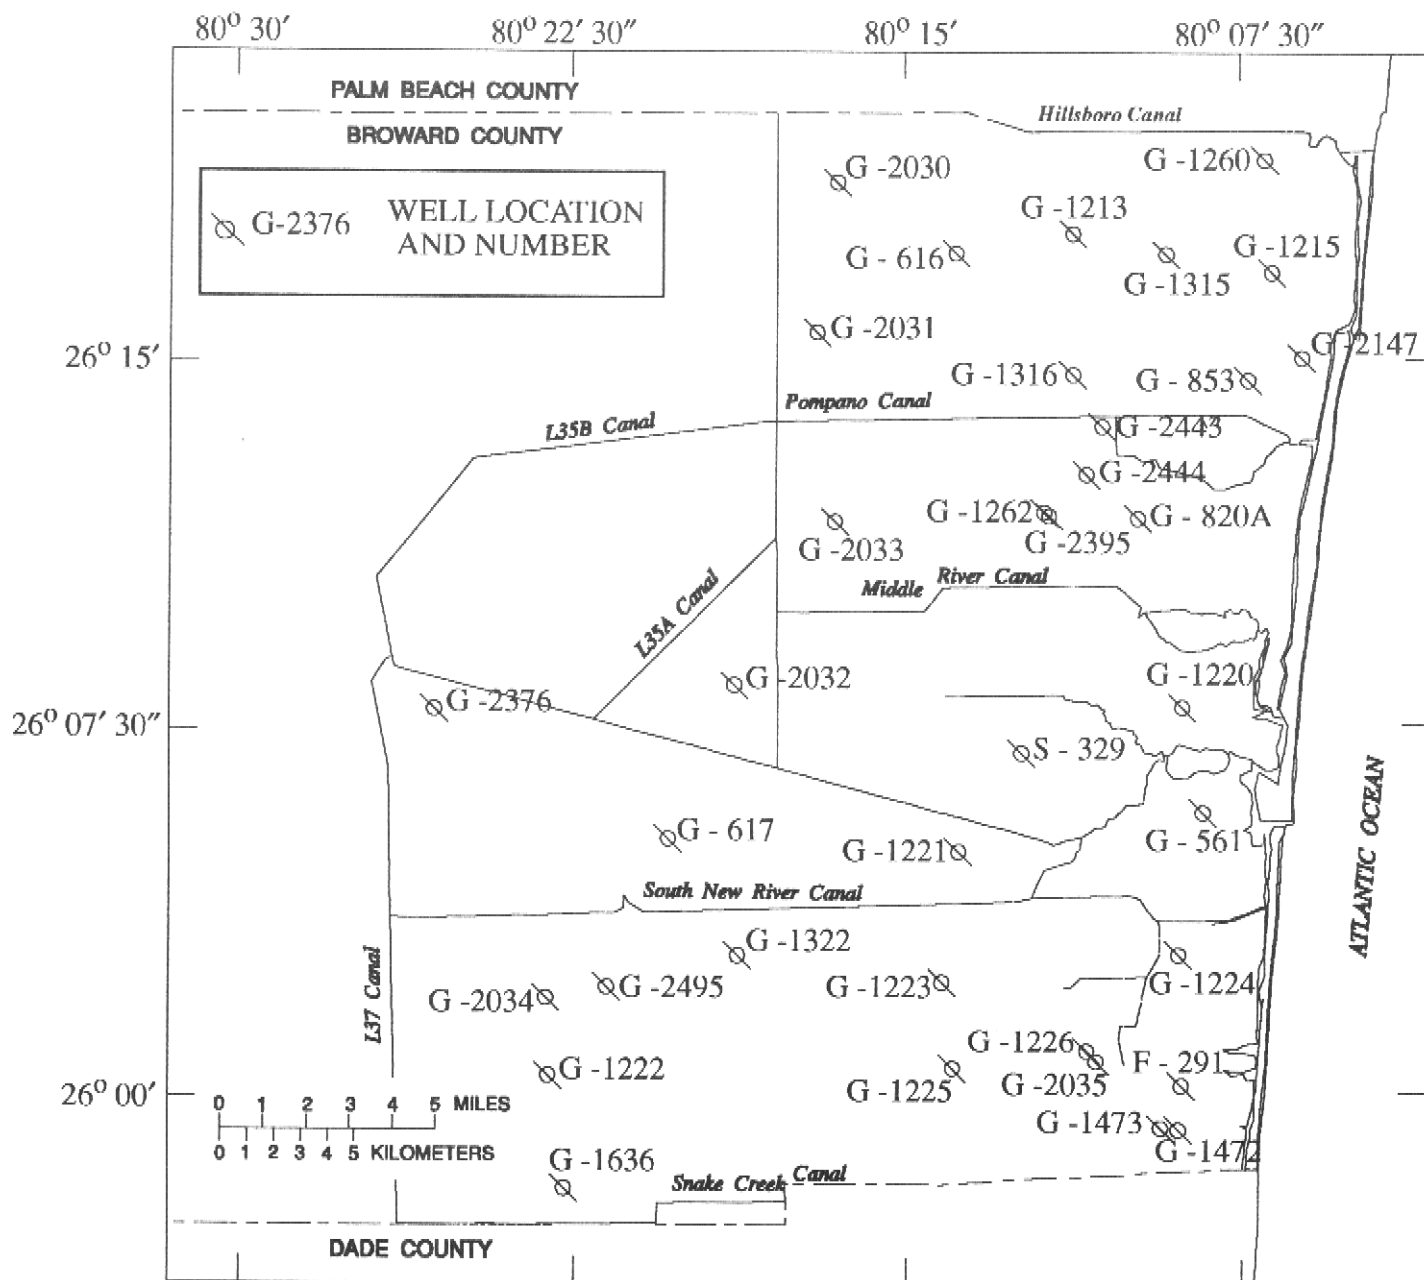 80° 30′
80° 22′ 30″
80° 15′
80° 07′ 30″
PALM BEACH COUNTY
BROWARD COUNTY
Hillsboro Canal
G-2376
WELL LOCATION
AND NUMBER
G -2030
G -1260
G -1213
G - 616
G -1315
G -1215
G -2031
26° 15′
G -2147
G -1316
G - 853
Pompano Canal
L35B Canal
G -2443
G -2444
G -1262
G - 820A
G -2033
G -2395
Middle River Canal
L35A Canal
G -2032
G -1220
G -2376
26° 07′ 30″
S - 329
ATLANTIC OCEAN
G - 617
G -1221
G - 561
South New River Canal
G -1322
L37 Canal
G -2034
G -2495
G -1223
G -1224
G -1222
G -1226
G -1225
G -2035
F - 291
26° 00′
0 1 2 3 4 5 MILES
0 1 2 3 4 5 KILOMETERS
G -1473
G -1472
G -1636
Snake Creek Canal
DADE COUNTY